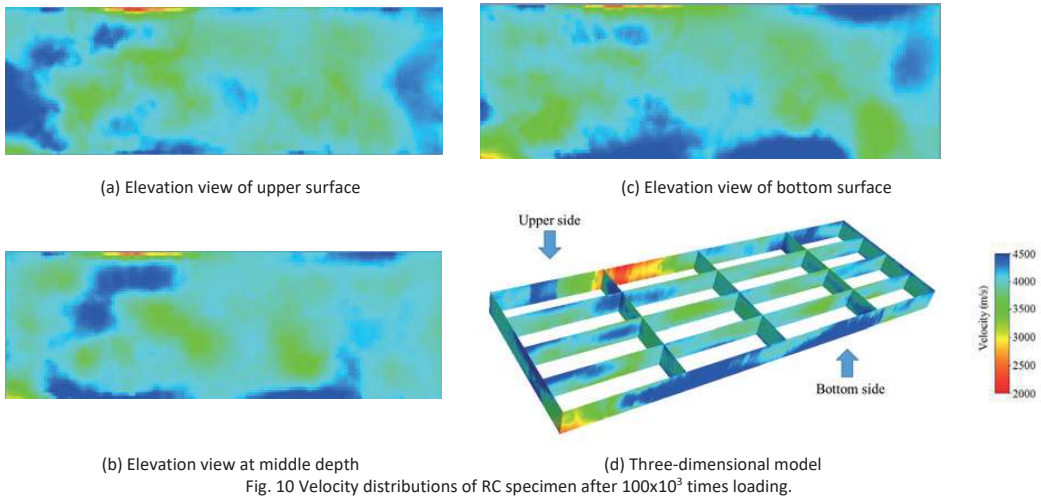 (a) Elevation view of upper surface
(c) Elevation view of bottom surface
Upper side
Bottom side
Velocity (m/s)
4500
4000
3500
3000
2500
2000
(b) Elevation view at middle depth
(d) Three-dimensional model
Fig. 10 Velocity distributions of RC specimen after 100x10³ times loading.